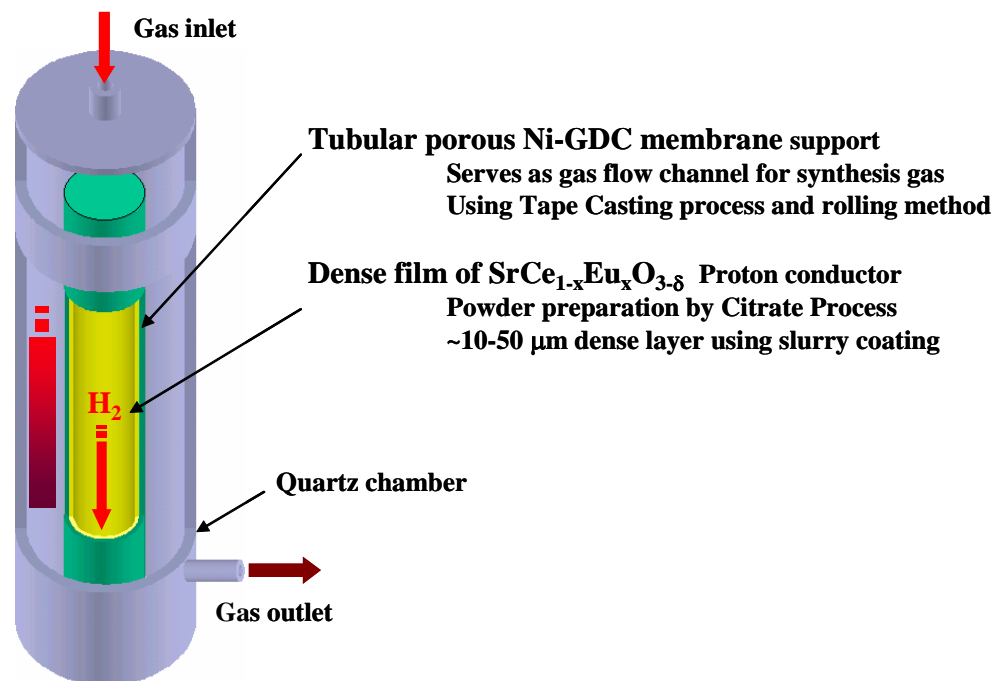 Gas inlet
Tubular porous Ni-GDC membrane support
Serves as gas flow channel for synthesis gas
Using Tape Casting process and rolling method
Dense film of SrCe₁₋ₓEuₓO₃₋δ Proton conductor
Powder preparation by Citrate Process
~10-50 μm dense layer using slurry coating
H₂
Quartz chamber
Gas outlet